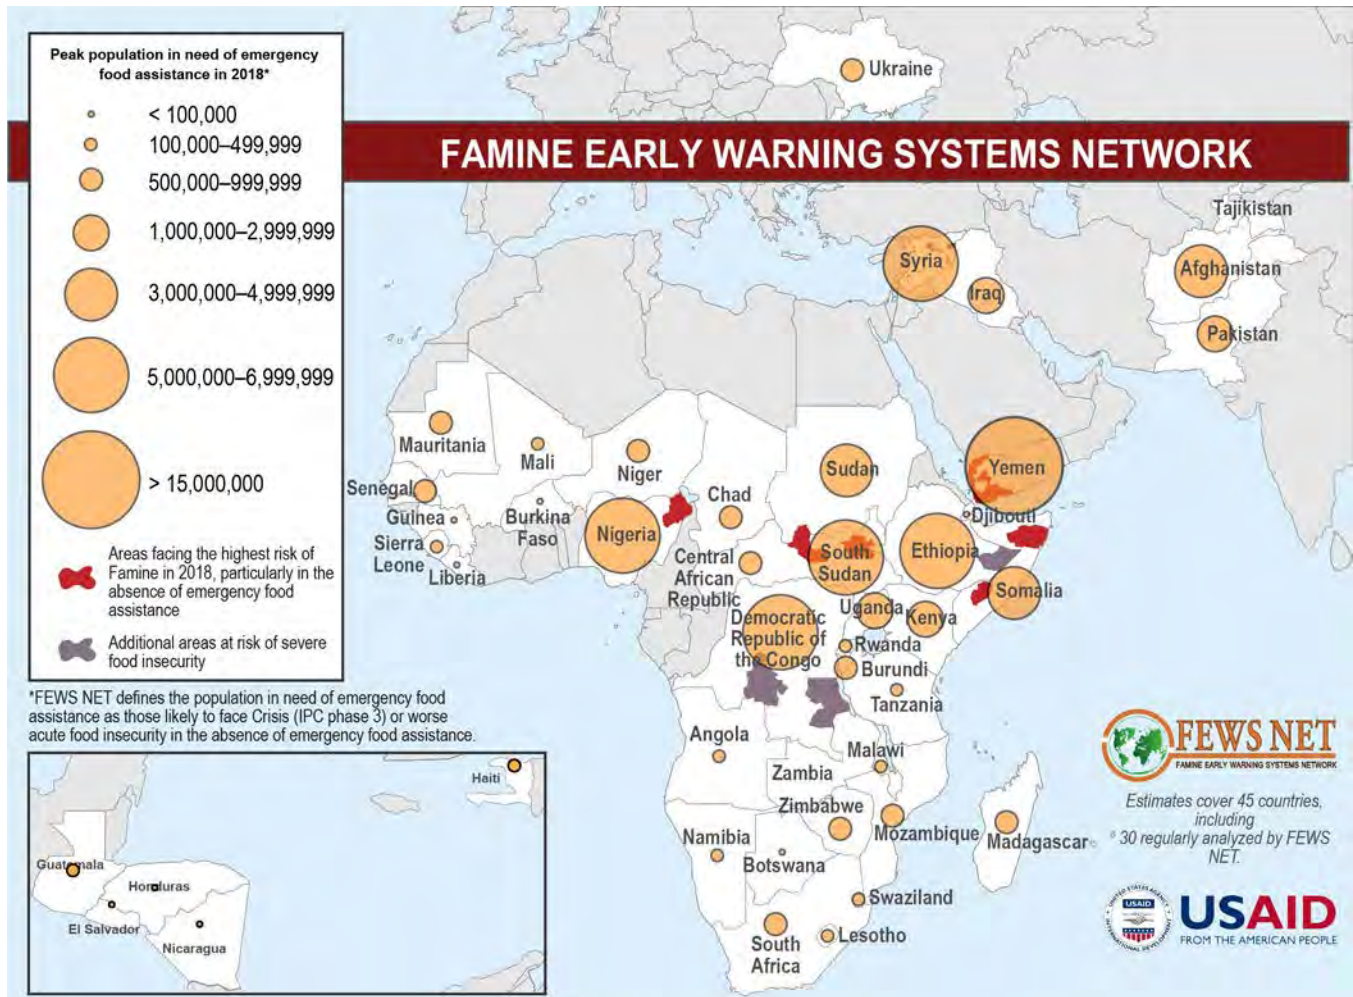 Peak population in need of emergency
food assistance in 2018*
< 100,000
100,000–499,999
500,000–999,999
1,000,000–2,999,999
3,000,000–4,999,999
5,000,000–6,999,999
> 15,000,000
Areas facing the highest risk of
Famine in 2018, particularly in the
absence of emergency food
assistance
Additional areas at risk of severe
food insecurity
*FEWS NET defines the population in need of emergency food
assistance as those likely to face Crisis (IPC phase 3) or worse
acute food insecurity in the absence of emergency food assistance.
FAMINE EARLY WARNING SYSTEMS NETWORK
Ukraine
Tajikistan
Syria
Afghanistan
Iraq
Pakistan
Mauritania
Mali
Niger
Sudan
Yemen
Senegal
Chad
Guinea
Burkina
Faso
Nigeria
Djibouti
Sierra
Leone
Liberia
Central
African
Republic
South
Sudan
Ethiopia
Somalia
Uganda
Kenya
Democratic
Republic of
the Congo
Rwanda
Burundi
Tanzania
Angola
Malawi
Zambia
Zimbabwe
Mozambique
Madagascar
Namibia
Botswana
Swaziland
South
Africa
Lesotho
Haiti
Guatemala
Honduras
El Salvador
Nicaragua
FEWS NET
FAMINE EARLY WARNING SYSTEMS NETWORK
Estimates cover 45 countries,
including
30 regularly analyzed by FEWS
NET.
UNITED STATES AGENCY
USAID
INTERNATIONAL DEVELOPMENT
USAID
FROM THE AMERICAN PEOPLE